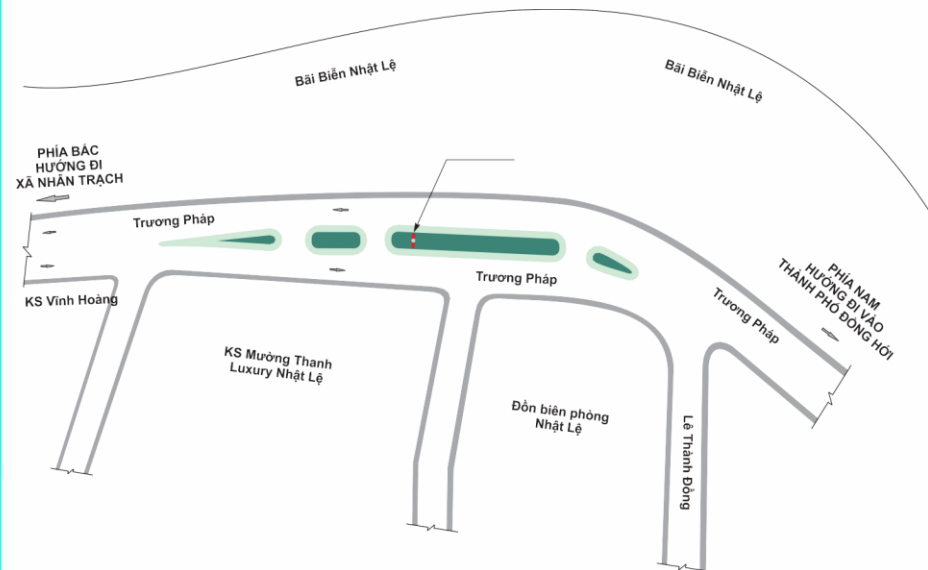 Bãi Biển Nhật Lệ
Bãi Biển Nhật Lệ
PHÍA BẮC
HƯỚNG ĐI
XÃ NHÂN TRẠCH
Trương Pháp
KS Vĩnh Hoàng
Trương Pháp
PHÍA NAM
HƯỚNG ĐI VÀO
THÀNH PHỐ ĐỒNG HỚI
Trương Pháp
KS Mường Thanh
Luxury Nhật Lệ
Đồn biên phòng
Nhật Lệ
Lê Thành Đồng